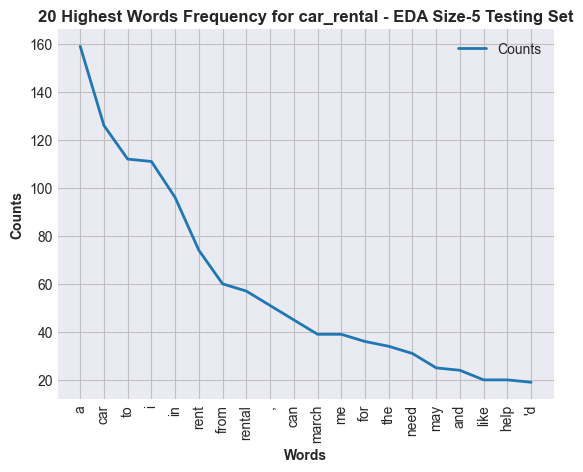 20 Highest Words Frequency for car_rental - EDA Size-5 Testing Set
Counts
160
140
120
100
80
60
40
20
Counts
a
car
to
i
in
rent
from
rental
,
can
march
me
for
the
need
may
and
like
help
'd
Words